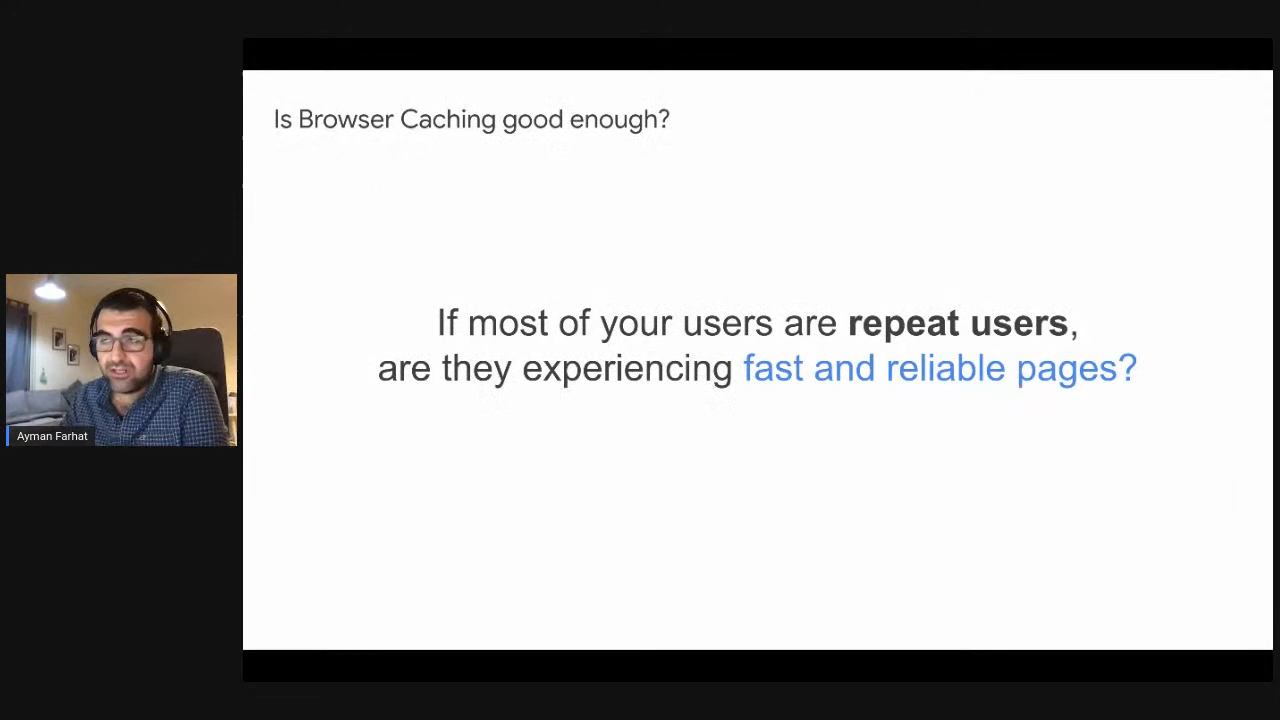 Is Browser Caching good enough?
If most of your users are repeat users,
are they experiencing fast and reliable pages?
Ayman Farhat